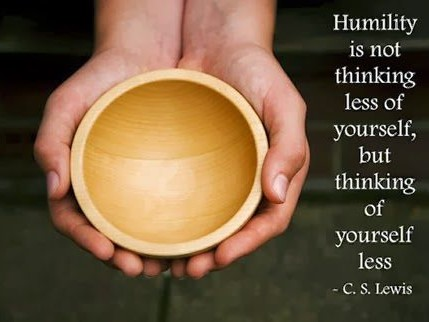 Humility
is not
thinking
less of
yourself,
but
thinking
of
yourself
less
- C. S. Lewis